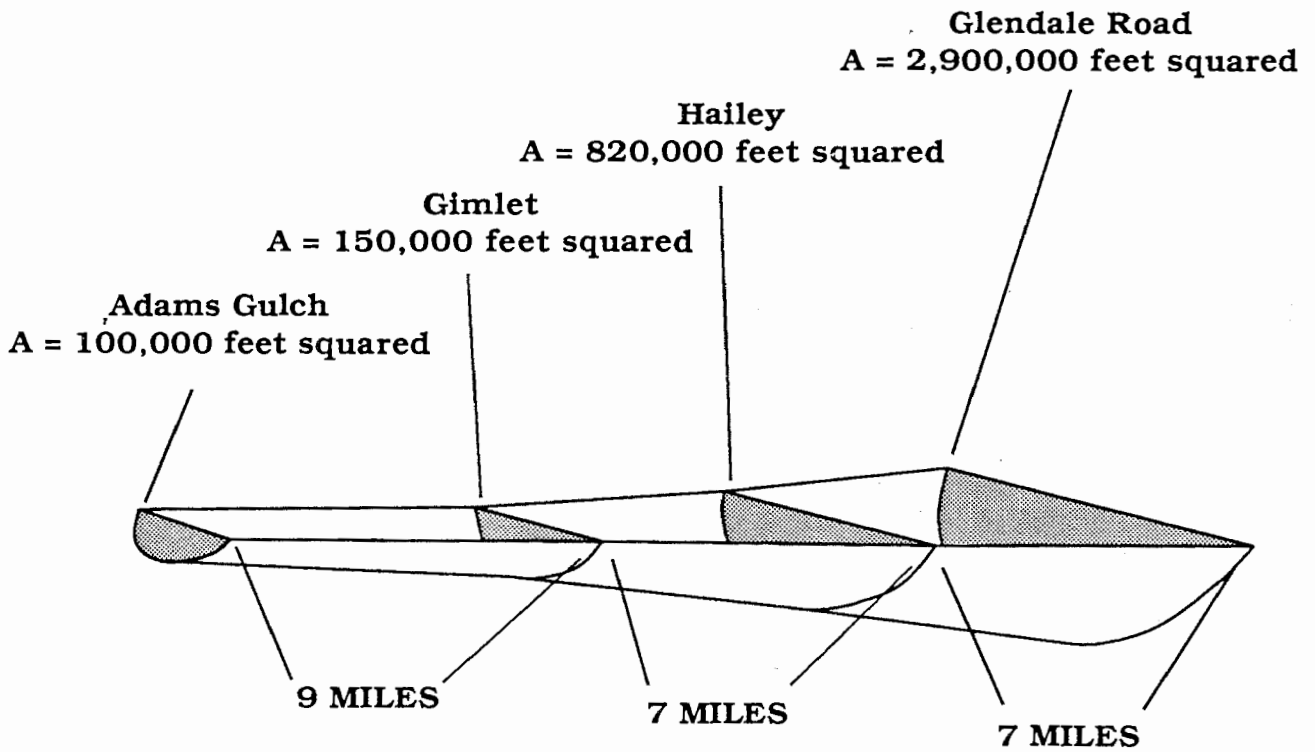 Glendale Road
A = 2,900,000 feet squared
Hailey
A = 820,000 feet squared
Gimlet
A = 150,000 feet squared
Adams Gulch
A = 100,000 feet squared
9 MILES
7 MILES
7 MILES